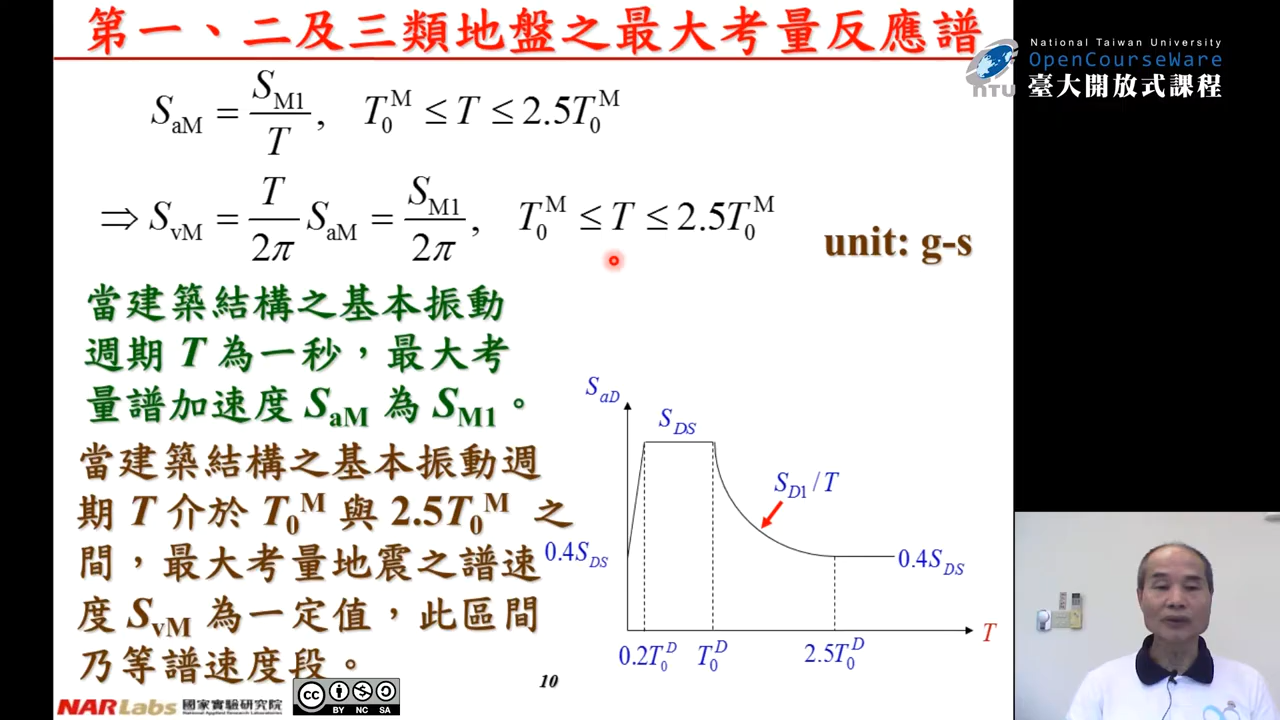 第一、二及三類地盤之最大考量反應譜
National Taiwan University
OpenCourseWare
NTU 臺大開放式課程
S_aM = S_M1 / T, T_0^M ≤ T ≤ 2.5T_0^M
⇒ S_vM = T / 2π S_aM = S_M1 / 2π, T_0^M ≤ T ≤ 2.5T_0^M
unit: g-s
當建築結構之基本振動
週期 T 為一秒，最大考
量譜加速度 S_aM 為 S_M1。
當建築結構之基本振動週
期 T 介於 T_0^M 與 2.5T_0^M 之
間，最大考量地震之譜速
度 S_vM 為一定值，此區間
乃等譜速度段。
S_aD
S_DS
S_D1 / T
0.4S_DS
0.4S_DS
T
0.2T_0^D
T_0^D
2.5T_0^D
10
NARLabs 國家實驗研究院
National Applied Research Laboratories
cc
BY NC SA